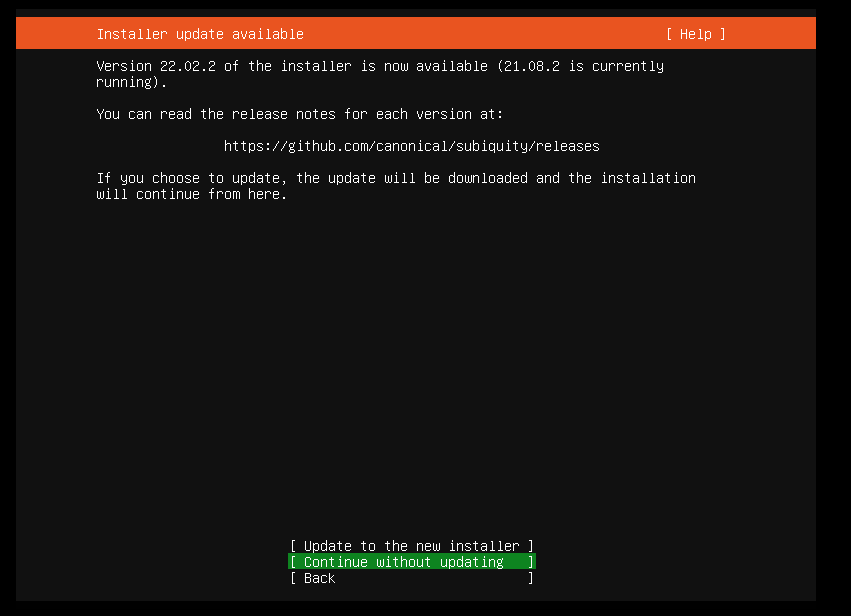 Installer update available [ Help ]
Version 22.02.2 of the installer is now available (21.08.2 is currently
running).
You can read the release notes for each version at:
https://github.com/canonical/subiquity/releases
If you choose to update, the update will be downloaded and the installation
will continue from here.
[ Update to the new installer ]
[ Continue without updating ]
[ Back ]